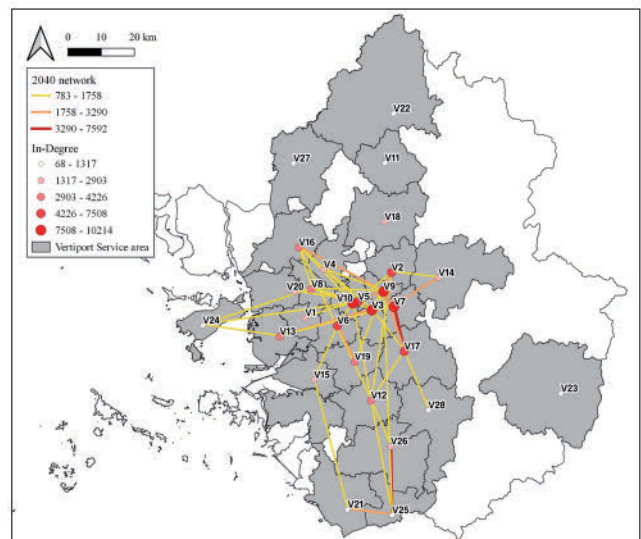 0 10 20 km
2040 network
783 - 1758
1758 - 3290
3290 - 7592
In-Degree
68 - 1317
1317 - 2903
2903 - 4226
4226 - 7508
7508 - 10214
Vertiport Service area
V22
V27
V11
V18
V16
V4
V2
V14
V20
V8
V9
V10
V5
V7
V24
V1
V3
V6
V13
V17
V19
V15
V12
V28
V23
V26
V21
V25